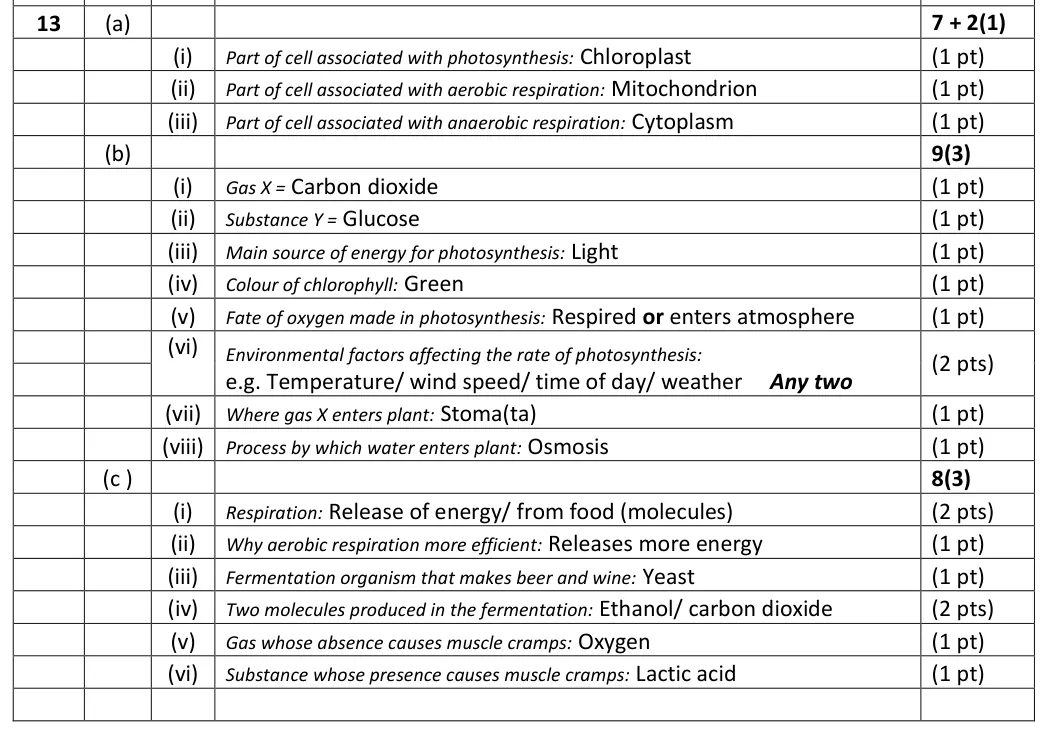 13 (a) 7 + 2(1)
(i) Part of cell associated with photosynthesis: Chloroplast (1 pt)
(ii) Part of cell associated with aerobic respiration: Mitochondrion (1 pt)
(iii) Part of cell associated with anaerobic respiration: Cytoplasm (1 pt)
(b) 9(3)
(i) Gas X = Carbon dioxide (1 pt)
(ii) Substance Y = Glucose (1 pt)
(iii) Main source of energy for photosynthesis: Light (1 pt)
(iv) Colour of chlorophyll: Green (1 pt)
(v) Fate of oxygen made in photosynthesis: Respired or enters atmosphere (1 pt)
(vi) Environmental factors affecting the rate of photosynthesis: (2 pts)
e.g. Temperature/ wind speed/ time of day/ weather Any two
(vii) Where gas X enters plant: Stoma(ta) (1 pt)
(viii) Process by which water enters plant: Osmosis (1 pt)
(c ) 8(3)
(i) Respiration: Release of energy/ from food (molecules) (2 pts)
(ii) Why aerobic respiration more efficient: Releases more energy (1 pt)
(iii) Fermentation organism that makes beer and wine: Yeast (1 pt)
(iv) Two molecules produced in the fermentation: Ethanol/ carbon dioxide (2 pts)
(v) Gas whose absence causes muscle cramps: Oxygen (1 pt)
(vi) Substance whose presence causes muscle cramps: Lactic acid (1 pt)